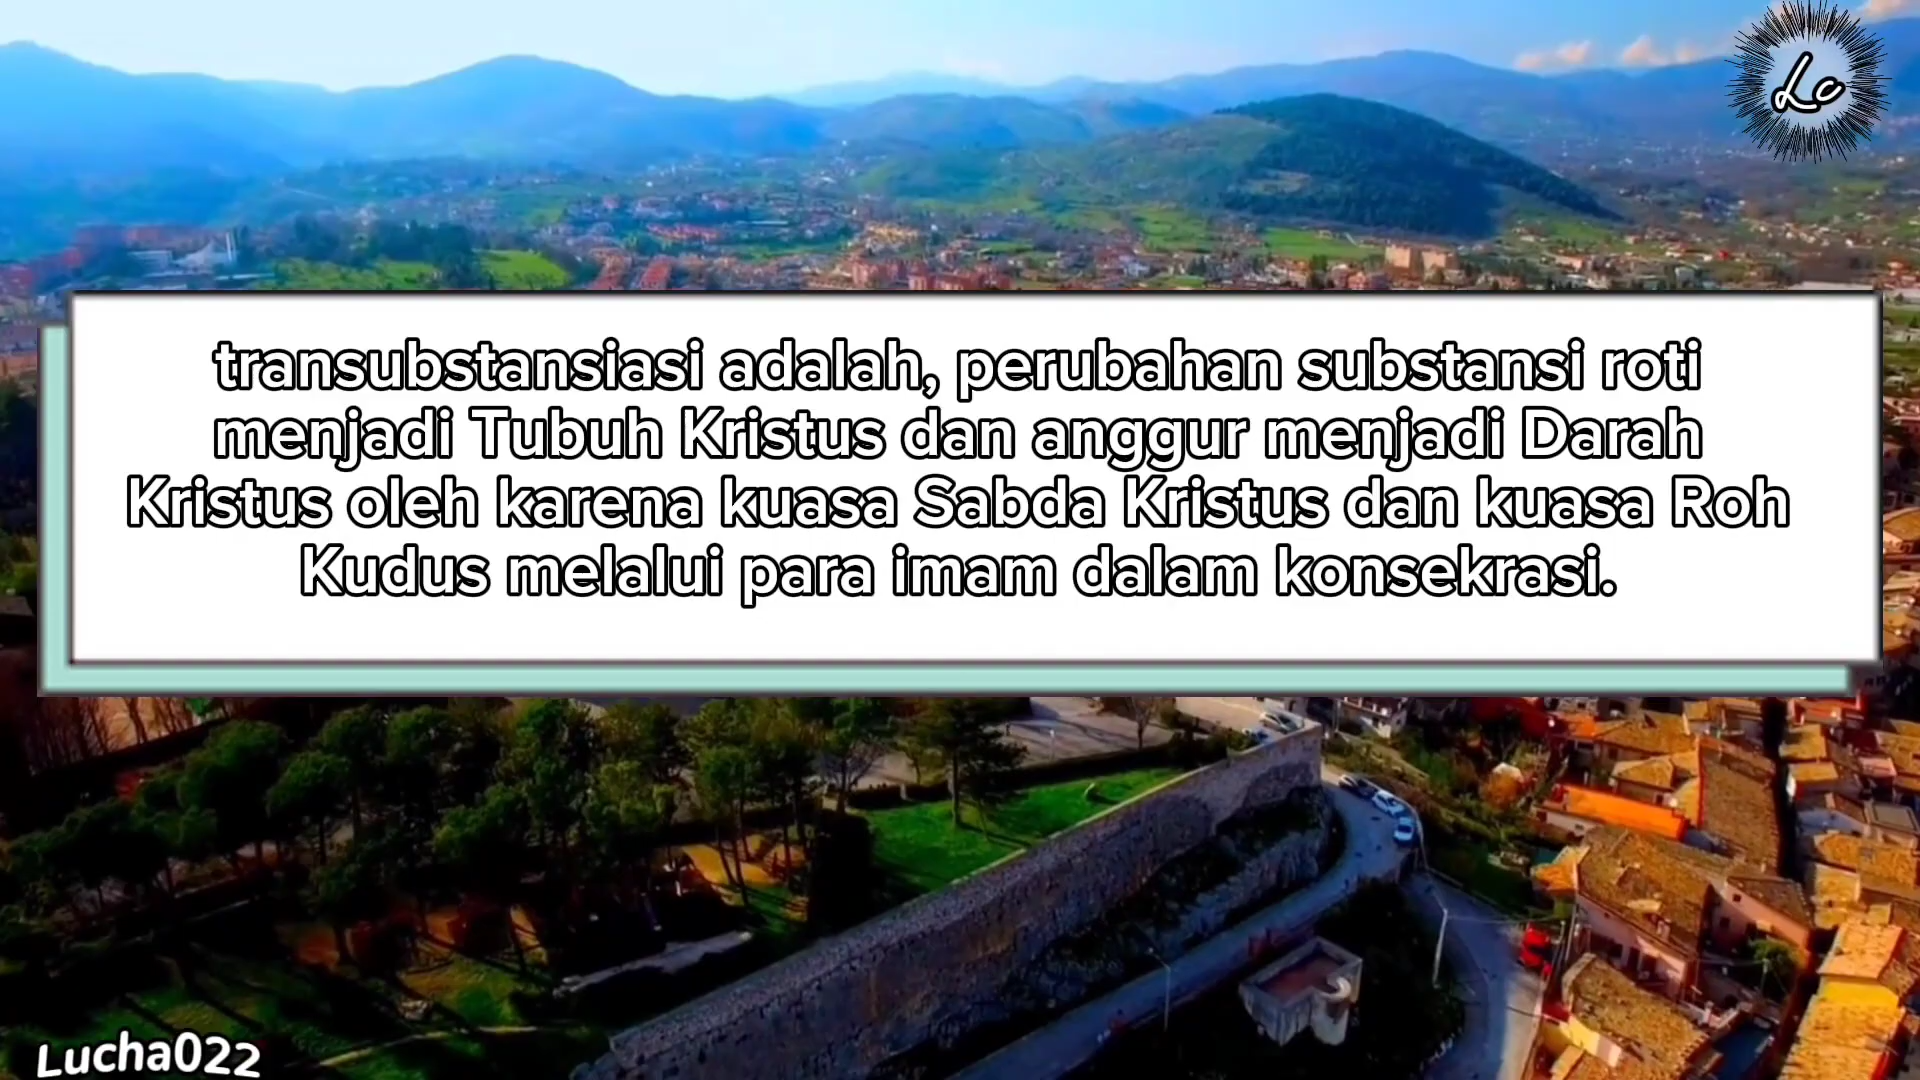 Lc
transubstansiasi adalah, perubahan substansi roti
menjadi Tubuh Kristus dan anggur menjadi Darah
Kristus oleh karena kuasa Sabda Kristus dan kuasa Roh
Kudus melalui para imam dalam konsekrasi.
Lucha022